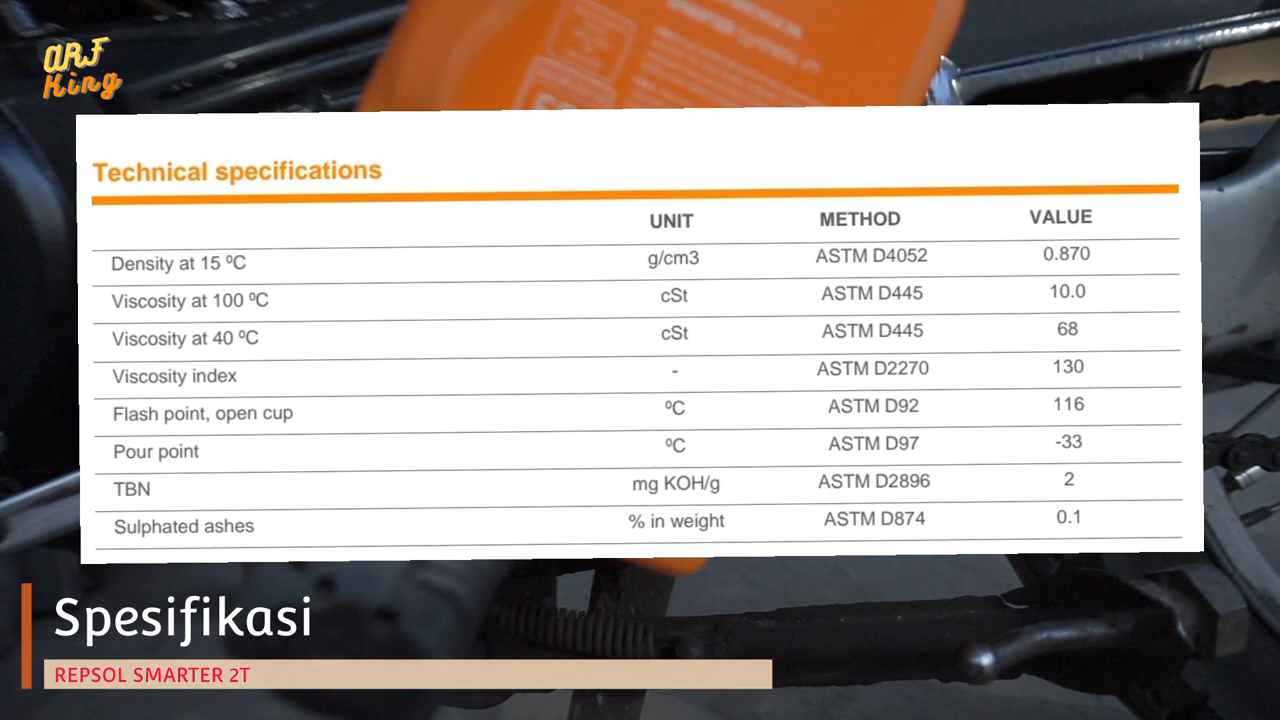 ARF
King
SMARTER
Technical specifications
UNIT METHOD VALUE
Density at 15 ºC g/cm3 ASTM D4052 0.870
Viscosity at 100 ºC cSt ASTM D445 10.0
Viscosity at 40 ºC cSt ASTM D445 68
Viscosity index - ASTM D2270 130
Flash point, open cup ºC ASTM D92 116
Pour point ºC ASTM D97 -33
TBN mg KOH/g ASTM D2896 2
Sulphated ashes % in weight ASTM D874 0.1
Spesifikasi
REPSOL SMARTER 2T